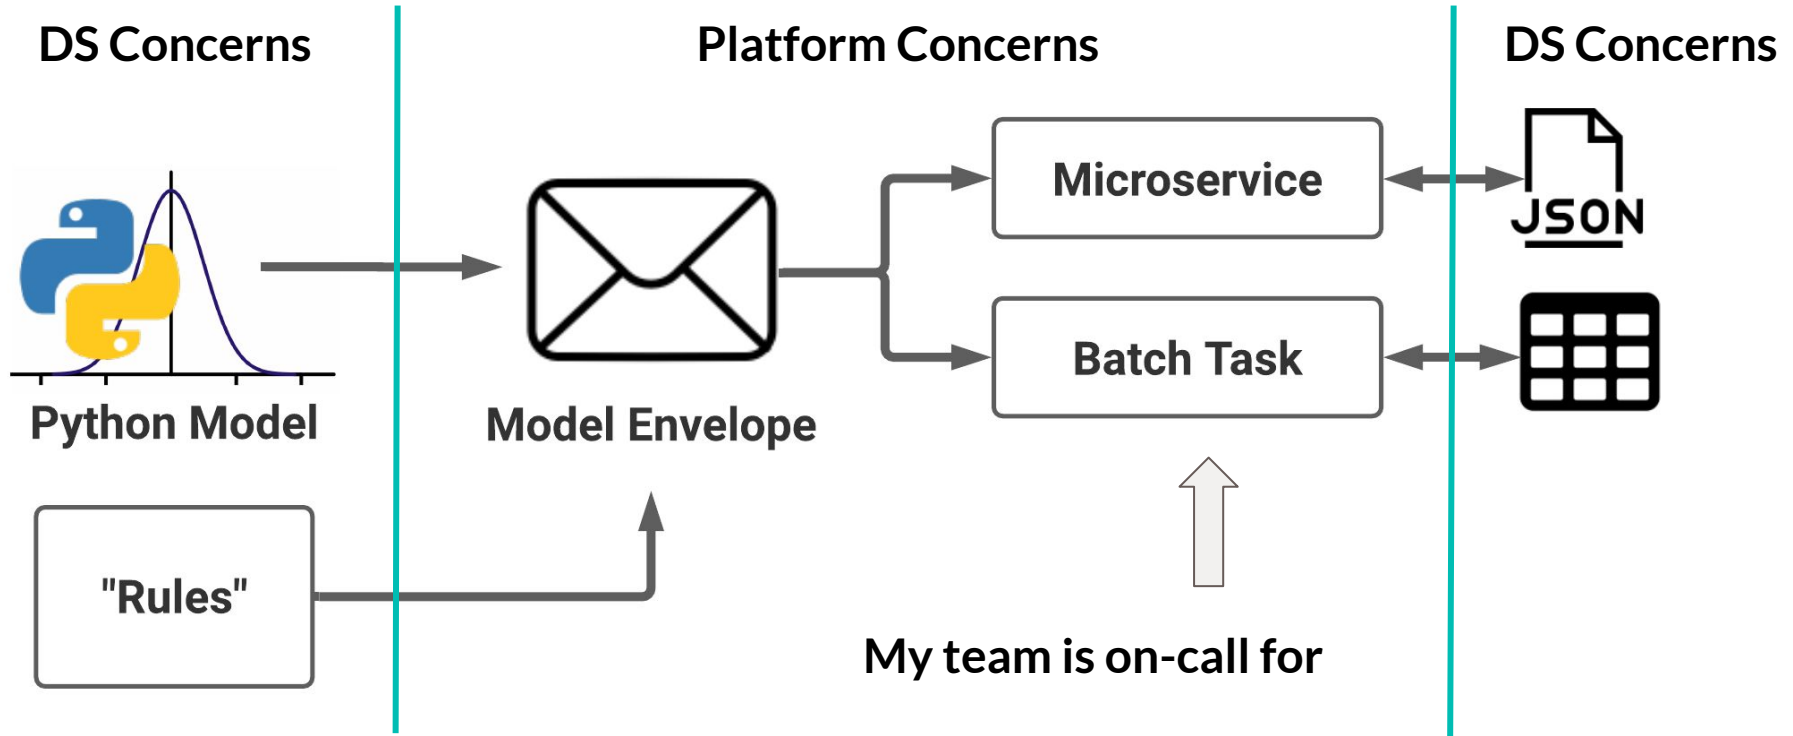 DS Concerns
Platform Concerns
DS Concerns
Microservice
JSON
Batch Task
Python Model
Model Envelope
"Rules"
My team is on-call for